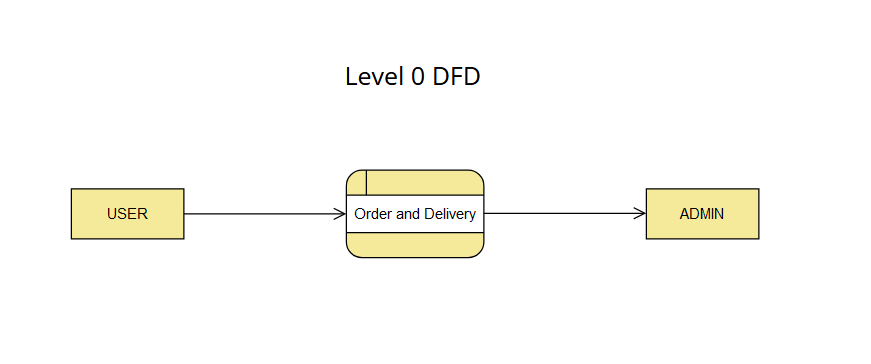 Level 0 DFD
USER
Order and Delivery
ADMIN